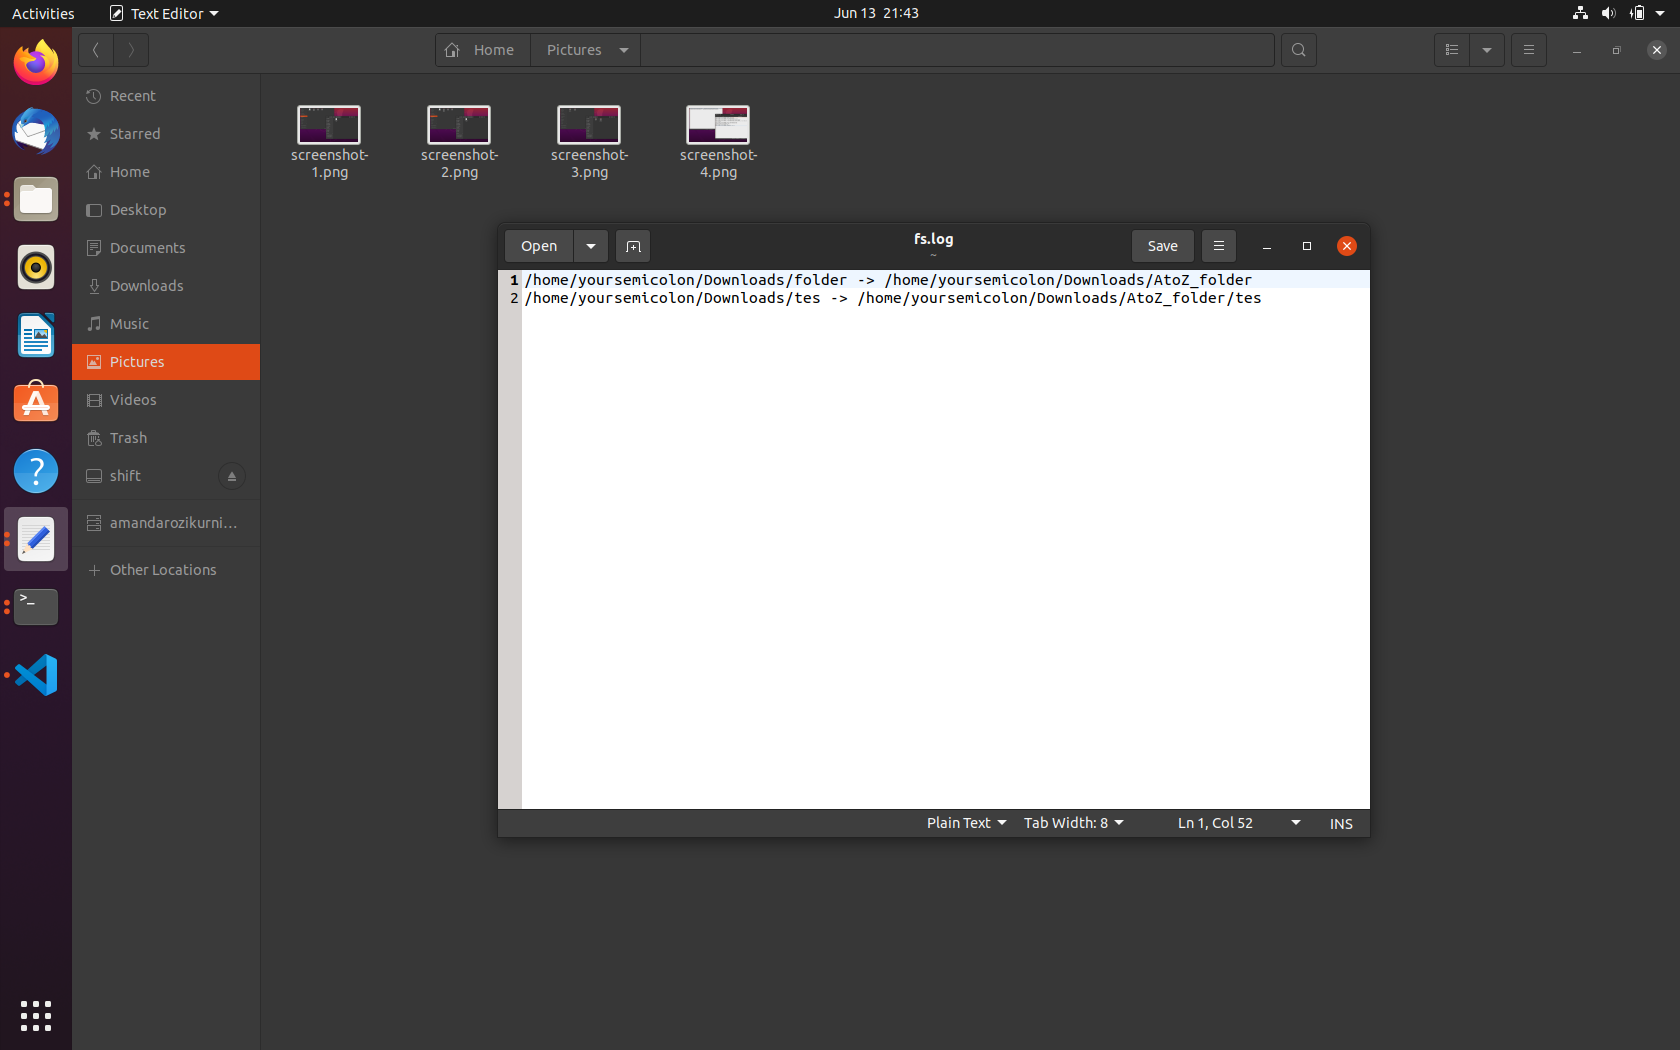 Activities
Text Editor
Jun 13 21:43
Home
Pictures
Recent
Starred
Home
Desktop
Documents
Downloads
Music
Pictures
Videos
Trash
shift
amandarozikurni...
+ Other Locations
screenshot-
1.png
screenshot-
2.png
screenshot-
3.png
screenshot-
4.png
Open
fs.log
~
Save
1 /home/yoursemicolon/Downloads/folder -> /home/yoursemicolon/Downloads/AtoZ_folder
2 /home/yoursemicolon/Downloads/tes -> /home/yoursemicolon/Downloads/AtoZ_folder/tes
Plain Text
Tab Width: 8
Ln 1, Col 52
INS